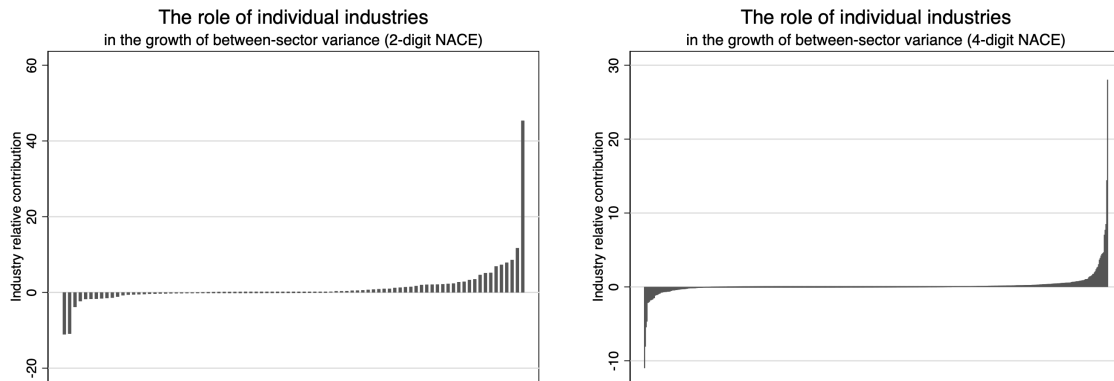 The role of individual industries
in the growth of between-sector variance (2-digit NACE)
Industry relative contribution
60
40
20
0
-20
The role of individual industries
in the growth of between-sector variance (4-digit NACE)
Industry relative contribution
30
20
10
0
-10